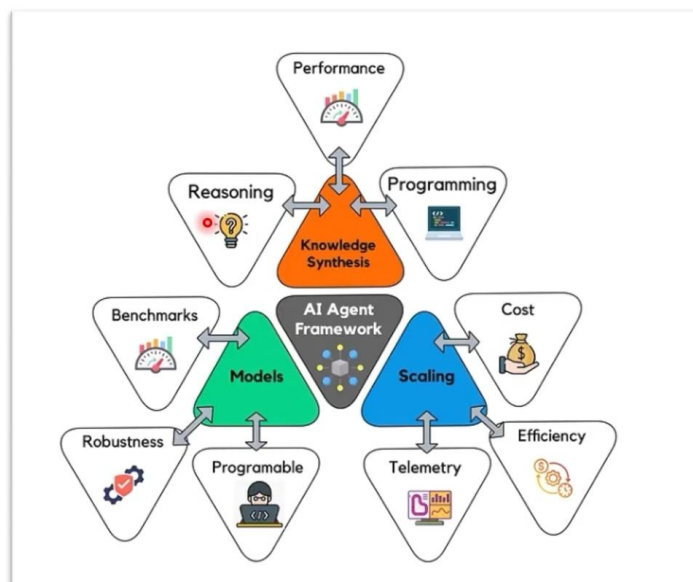 Performance
Reasoning
Programming
Knowledge
Synthesis
Benchmarks
AI Agent
Framework
Cost
Models
Scaling
Robustness
Programable
Telemetry
Efficiency